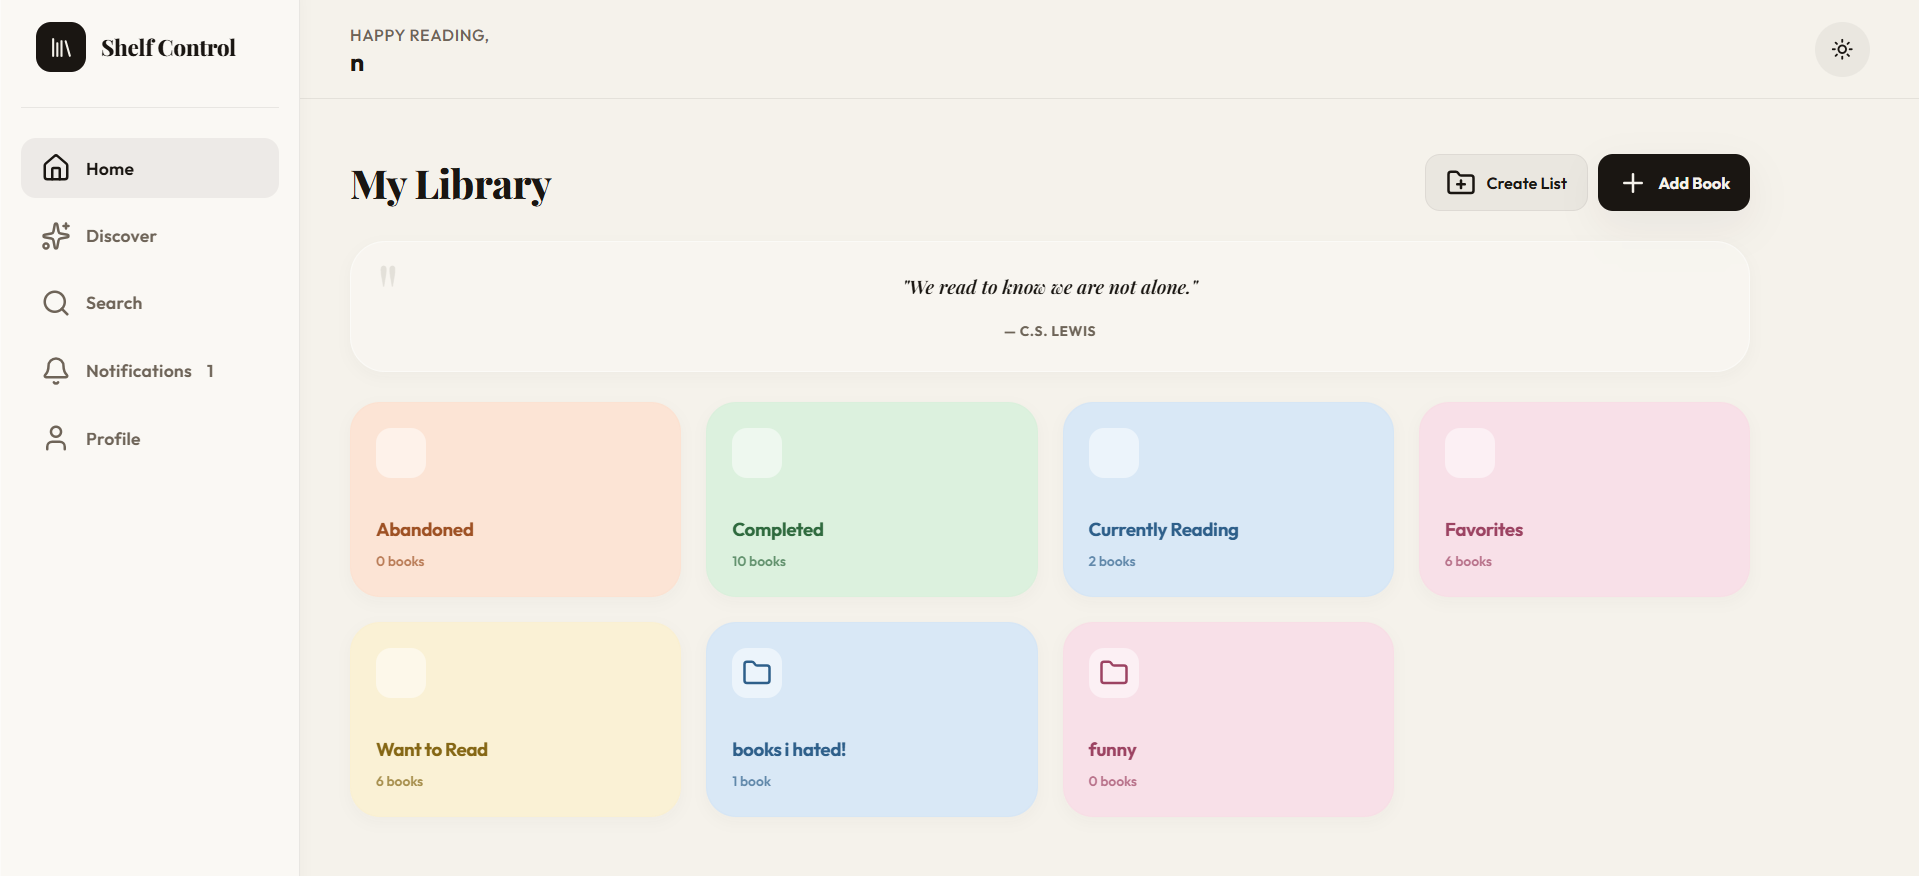 Shelf Control
HAPPY READING,
n
Home
Discover
Search
Notifications 1
Profile
My Library
Create List
Add Book
"
"We read to know we are not alone."
— C.S. LEWIS
Abandoned
0 books
Completed
10 books
Currently Reading
2 books
Favorites
6 books
Want to Read
6 books
books i hated!
1 book
funny
0 books